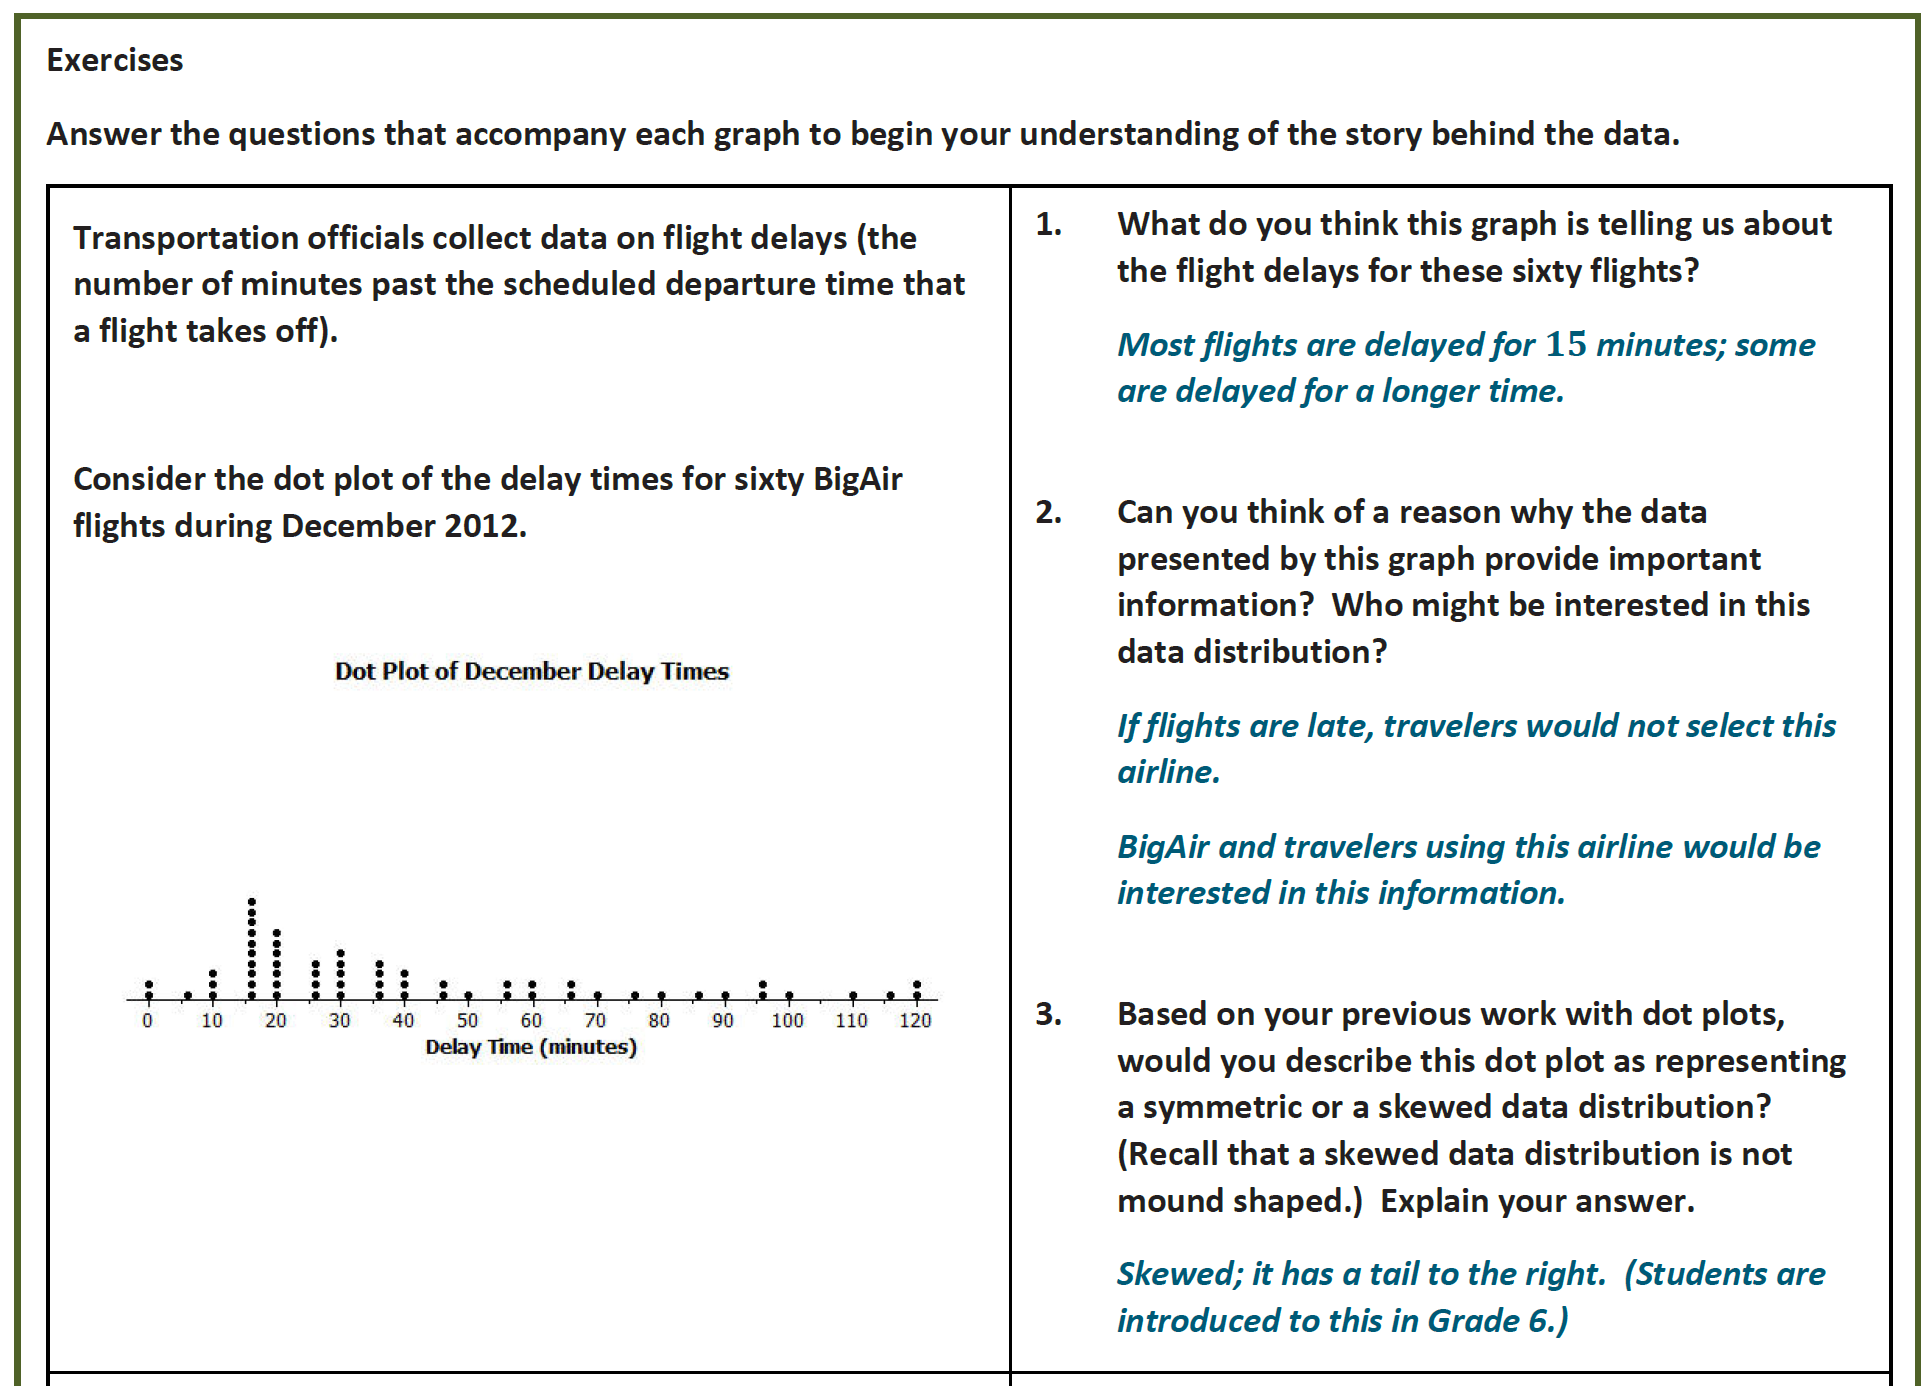 Exercises
Answer the questions that accompany each graph to begin your understanding of the story behind the data.
Transportation officials collect data on flight delays (the
number of minutes past the scheduled departure time that
a flight takes off).
Consider the dot plot of the delay times for sixty BigAir
flights during December 2012.
Dot Plot of December Delay Times
0 10 20 30 40 50 60 70 80 90 100 110 120
Delay Time (minutes)
1. What do you think this graph is telling us about
the flight delays for these sixty flights?
Most flights are delayed for 15 minutes; some
are delayed for a longer time.
2. Can you think of a reason why the data
presented by this graph provide important
information? Who might be interested in this
data distribution?
If flights are late, travelers would not select this
airline.
BigAir and travelers using this airline would be
interested in this information.
3. Based on your previous work with dot plots,
would you describe this dot plot as representing
a symmetric or a skewed data distribution?
(Recall that a skewed data distribution is not
mound shaped.) Explain your answer.
Skewed; it has a tail to the right. (Students are
introduced to this in Grade 6.)